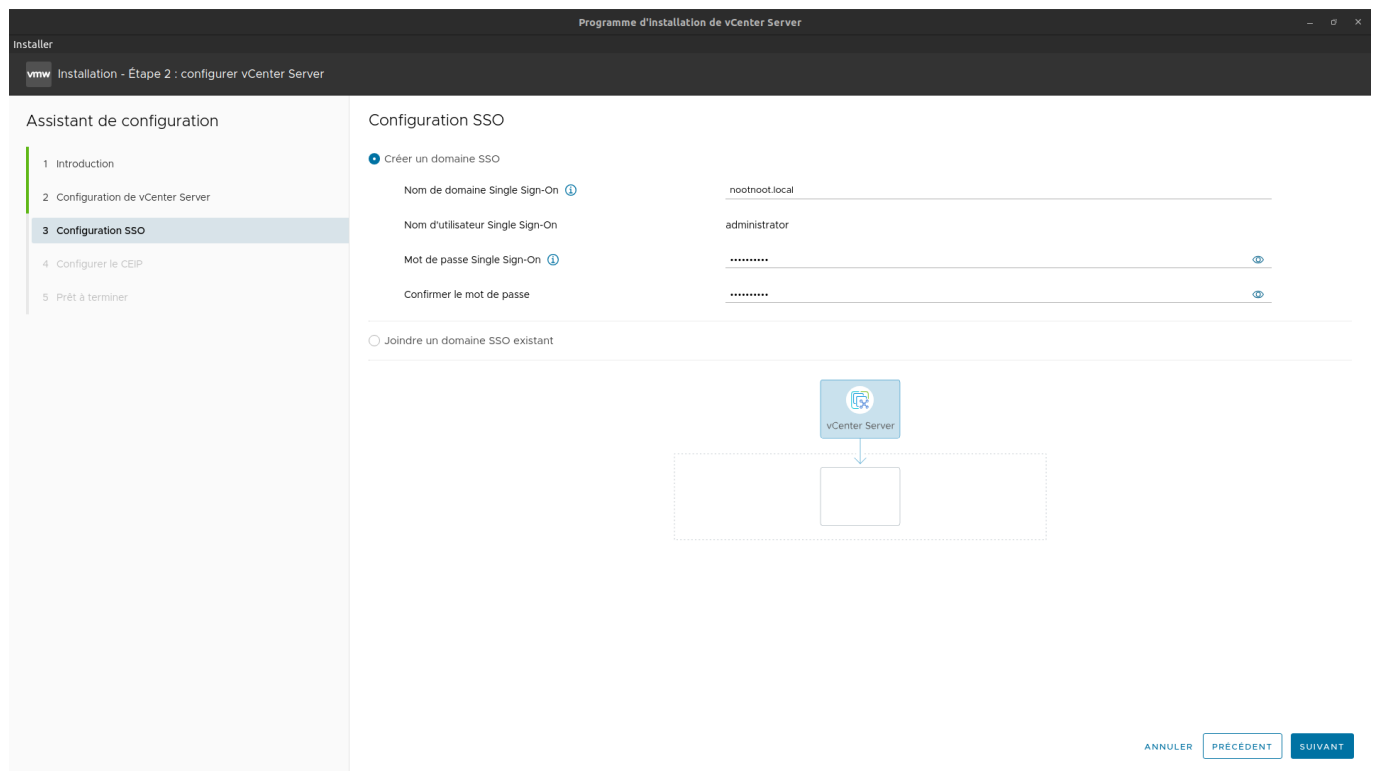 Programme d'installation de vCenter Server
Installer
vmw Installation - Étape 2 : configurer vCenter Server
Assistant de configuration
1 Introduction
2 Configuration de vCenter Server
3 Configuration SSO
4 Configurer le CEIP
5 Prêt à terminer
Configuration SSO
Créer un domaine SSO
Nom de domaine Single Sign-On
nootnoot.local
Nom d'utilisateur Single Sign-On
administrator
Mot de passe Single Sign-On
••••••••••
Confirmer le mot de passe
••••••••••
Joindre un domaine SSO existant
vCenter Server
ANNULER
PRÉCÉDENT
SUIVANT